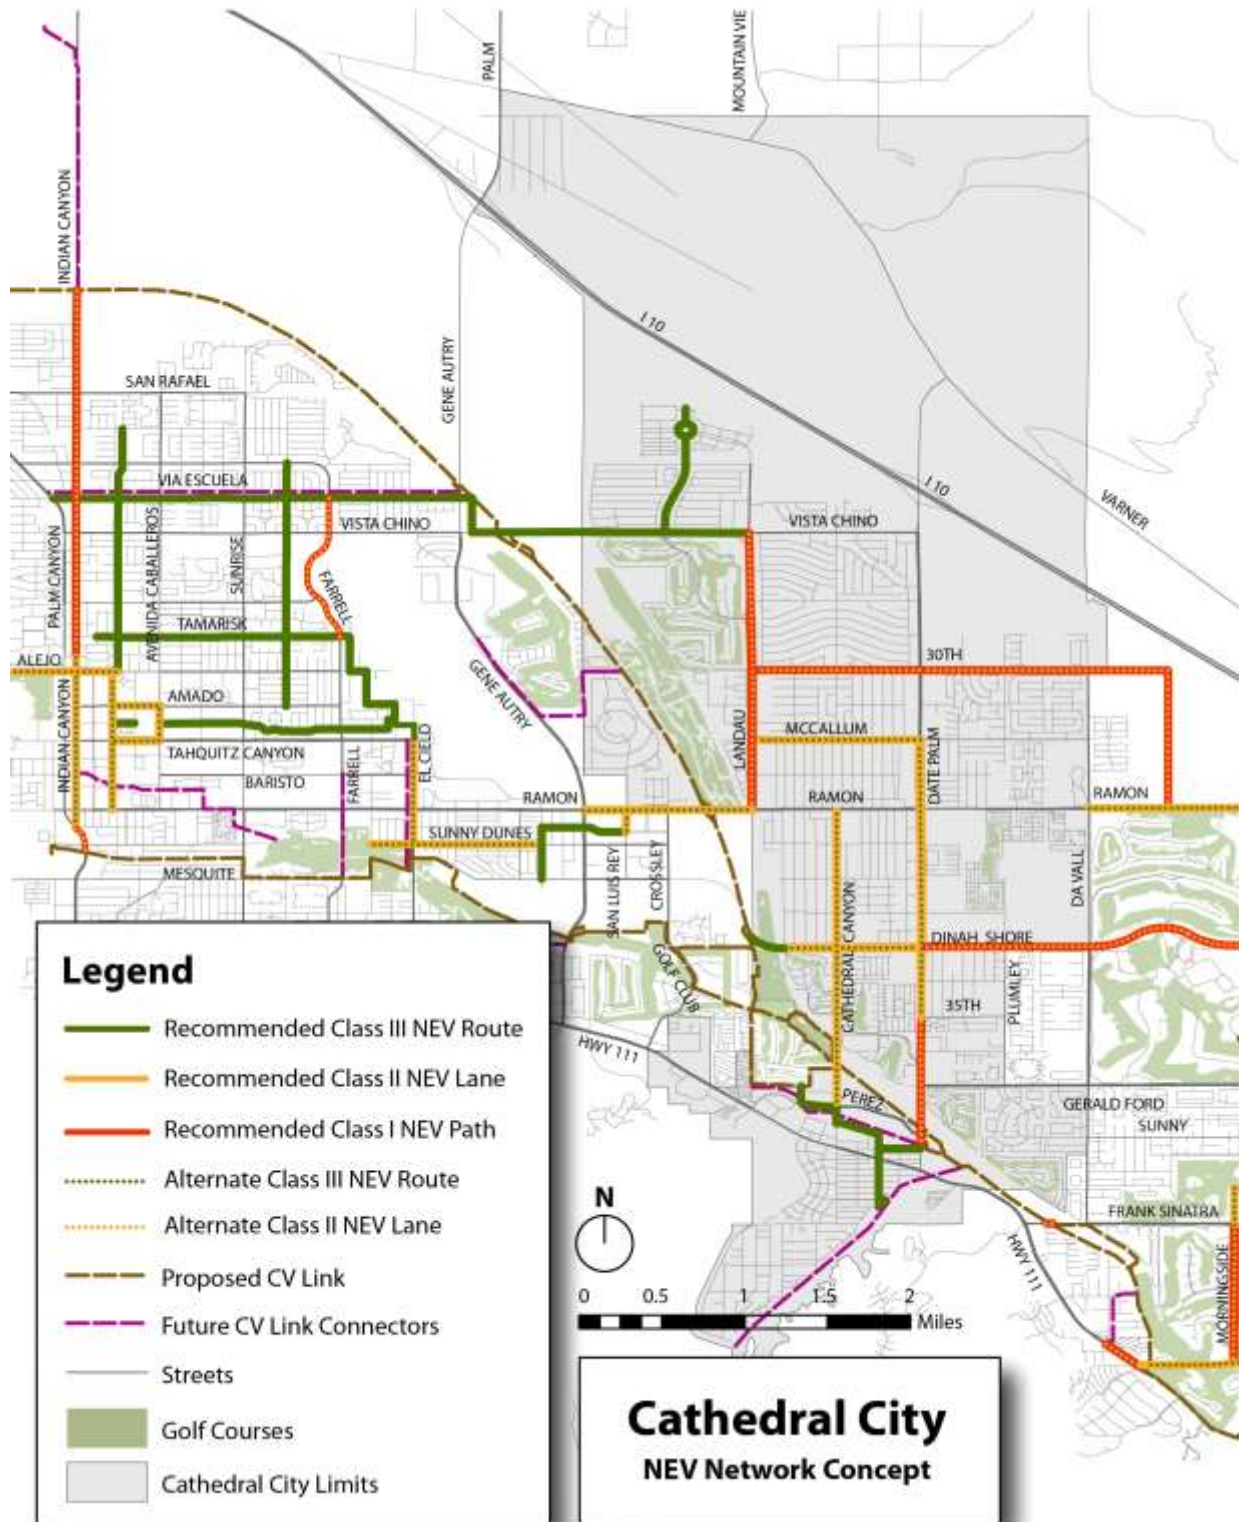 PALM
MOUNTAIN VIE
INDIAN CANYON
I 10
GENE AUTRY
SAN RAFAEL
I 10
VARNER
VIA ESCUELA
VISTA CHINO
VISTA CHINO
PALM CANYON
AVENIDA CABALLEROS
SUNRISE
FARRELL
TAMARISK
ALEJO
30TH
AMADO
GENE AUTRY
INDIAN CANYON
LANDAU
MCCALLUM
DATE PALM
TAHQUITZ CANYON
EL CIELO
BARISTO
FARRELL
RAMON
RAMON
RAMON
SUNNY DUNES
MESQUITE
SAN LUIS REY
CROSSLEY
CATHEDRAL CANYON
DA VALL
GOLF CLUB
DINAH SHORE
PLUMLEY
35TH
HWY 111
PEREZ
GERALD FORD
SUNNY
FRANK SINATRA
HWY 111
MORNINGSIDE
Legend
Recommended Class III NEV Route
Recommended Class II NEV Lane
Recommended Class I NEV Path
Alternate Class III NEV Route
Alternate Class II NEV Lane
Proposed CV Link
Future CV Link Connectors
Streets
Golf Courses
Cathedral City Limits
N
0 0.5 1 1.5 2
Miles
Cathedral City
NEV Network Concept